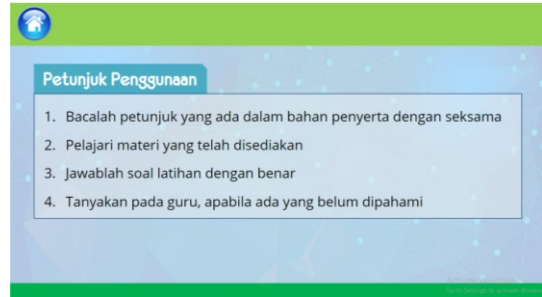 Petunjuk Penggunaan
1. Bacalah petunjuk yang ada dalam bahan penyerta dengan seksama
2. Pelajari materi yang telah disediakan
3. Jawablah soal latihan dengan benar
4. Tanyakan pada guru, apabila ada yang belum dipahami
Go to Settings to activate Windows